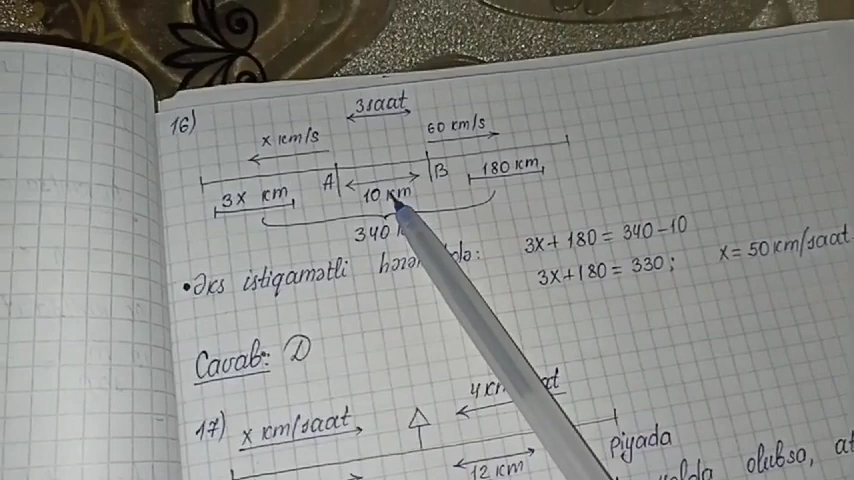 16)
3saat
x km/s
60 km/s
3x km
A
10 km
B
180 km
340
• Əks istiqamətli
3x + 180 = 340 - 10
3x + 180 = 330;
x = 50 km/saat
Cavab: D
17)
x km/saat
12 km
Piyada
olubsa,